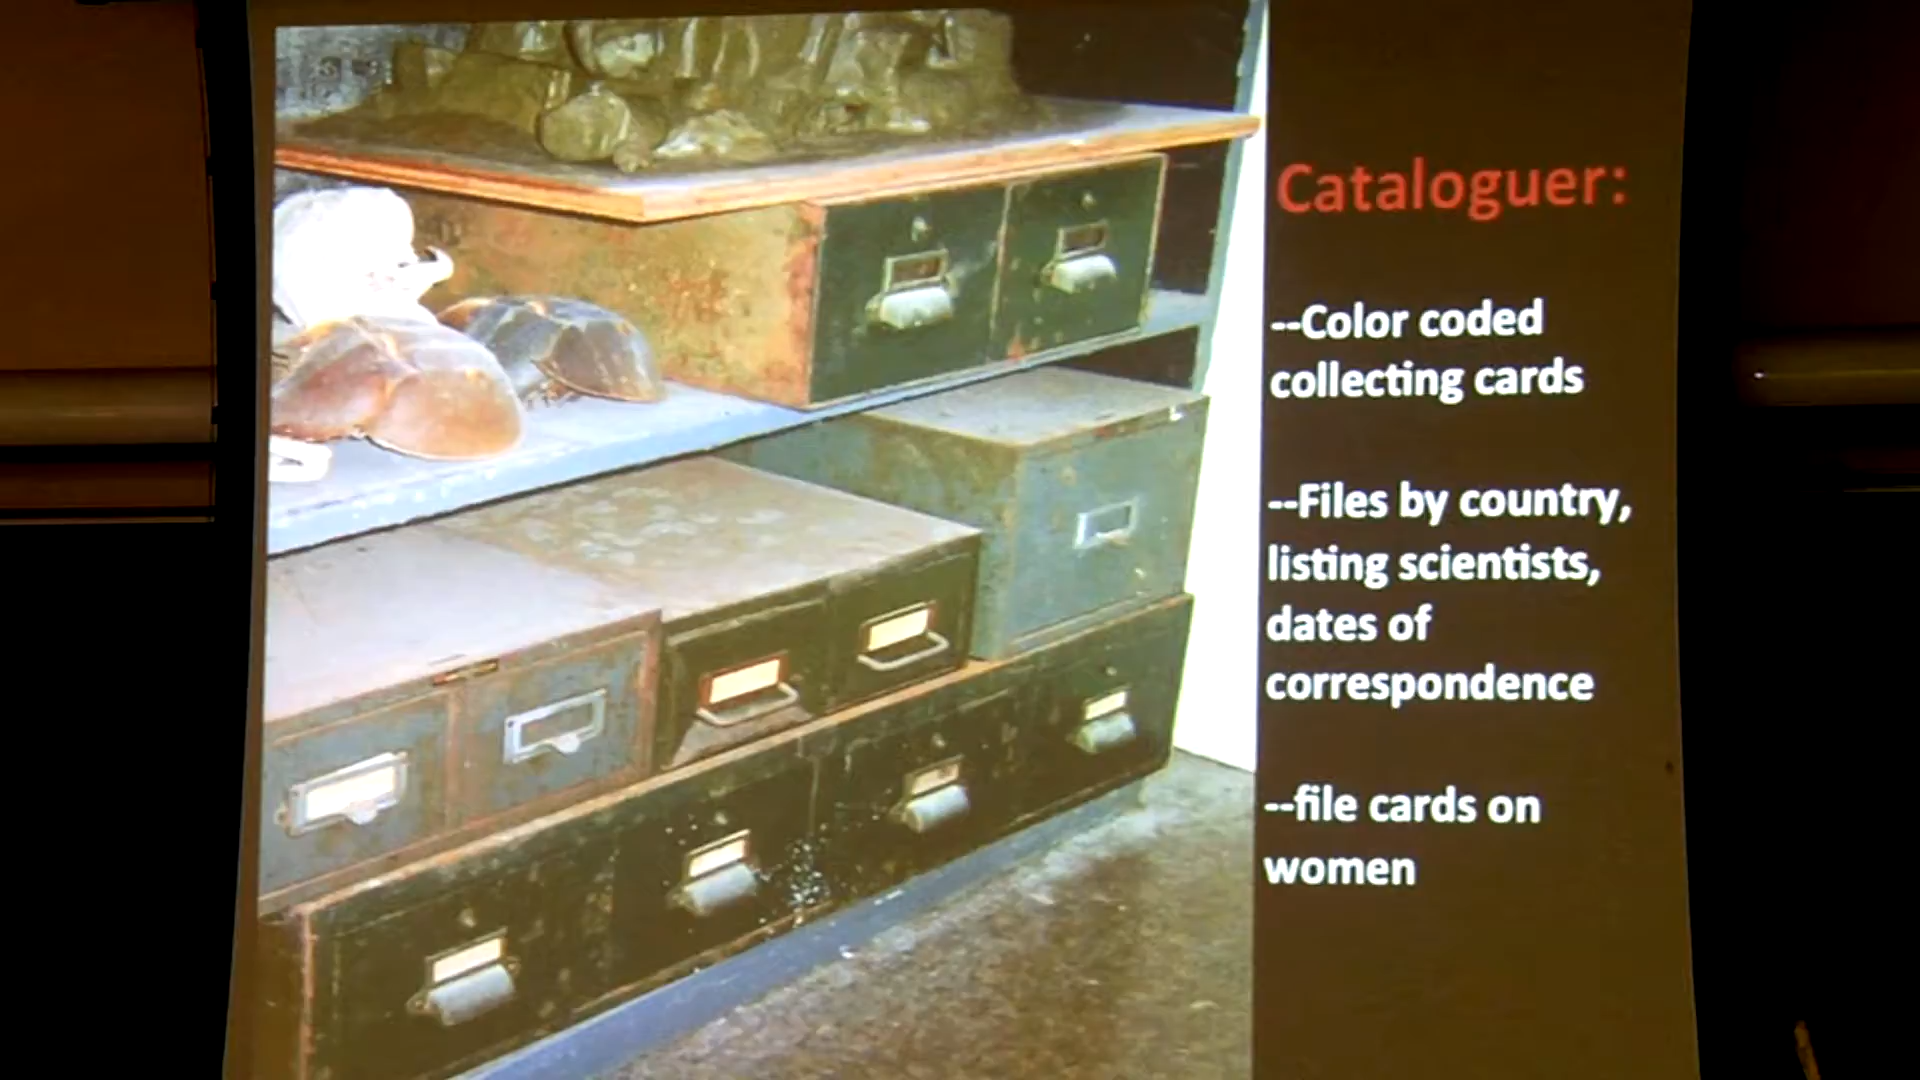 Cataloguer:
--Color coded
collecting cards
--Files by country,
listing scientists,
dates of
correspondence
--file cards on
women